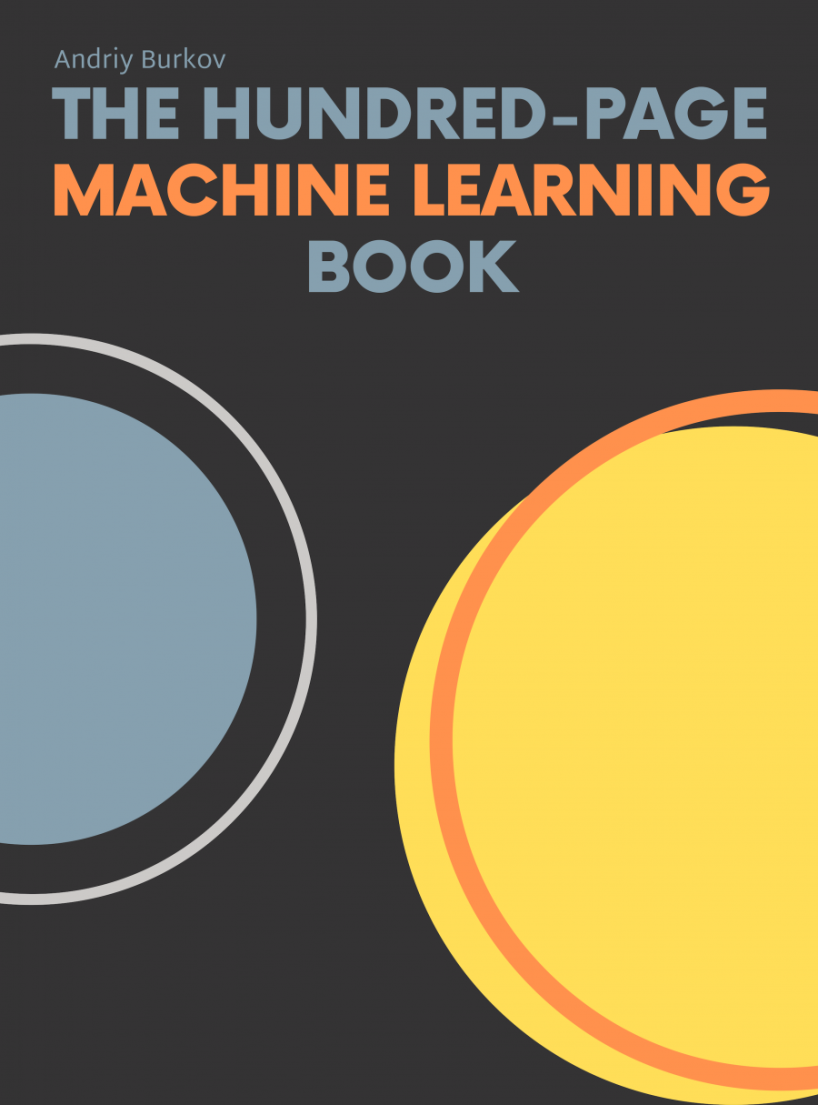 Andriy Burkov
THE HUNDRED-PAGE
MACHINE LEARNING
BOOK